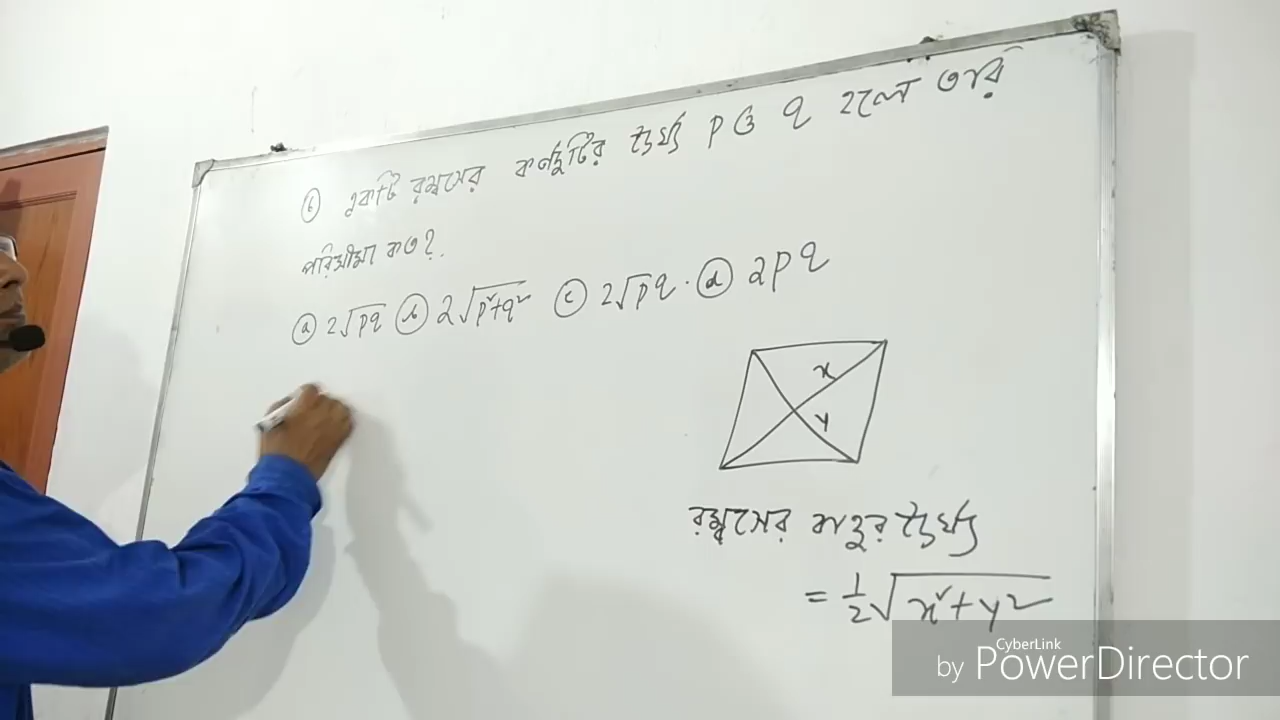 ৬ একটি রম্বসের কর্ণদুটির দৈর্ঘ্য p ও q হলে তার
পরিসীমা কত?
a 2√pq b 2√p²+q² c 2√p q . d 2pq
x
y
রম্বসের বাহুর দৈর্ঘ্য
= 1/2 √x²+y²
CyberLink
by PowerDirector